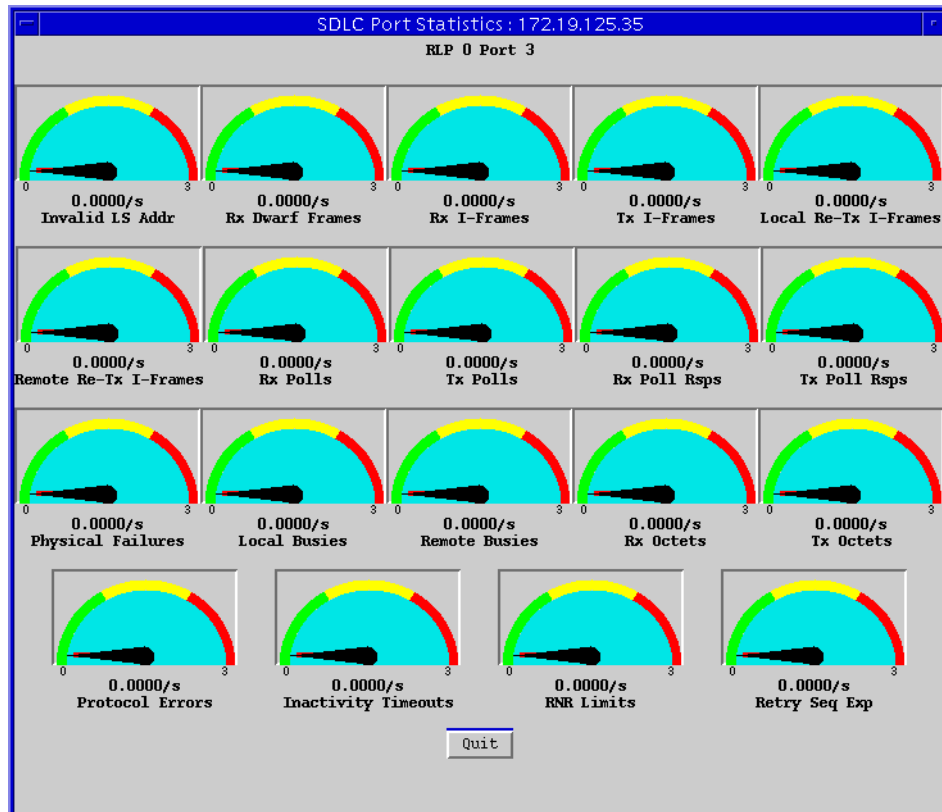 SDLC Port Statistics : 172.19.125.35
RLP 0 Port 3
0 3 0 3 0 3 0 3 0 3
0.0000/s 0.0000/s 0.0000/s 0.0000/s 0.0000/s
Invalid LS Addr Rx Dwarf Frames Rx I-Frames Tx I-Frames Local Re-Tx I-Frames
0 3 0 3 0 3 0 3 0 3
0.0000/s 0.0000/s 0.0000/s 0.0000/s 0.0000/s
Remote Re-Tx I-Frames Rx Polls Tx Polls Rx Poll Rsps Tx Poll Rsps
0 3 0 3 0 3 0 3 0 3
0.0000/s 0.0000/s 0.0000/s 0.0000/s 0.0000/s
Physical Failures Local Busies Remote Busies Rx Octets Tx Octets
0 3 0 3 0 3 0 3
0.0000/s 0.0000/s 0.0000/s 0.0000/s
Protocol Errors Inactivity Timeouts RNR Limits Retry Seq Exp
Quit